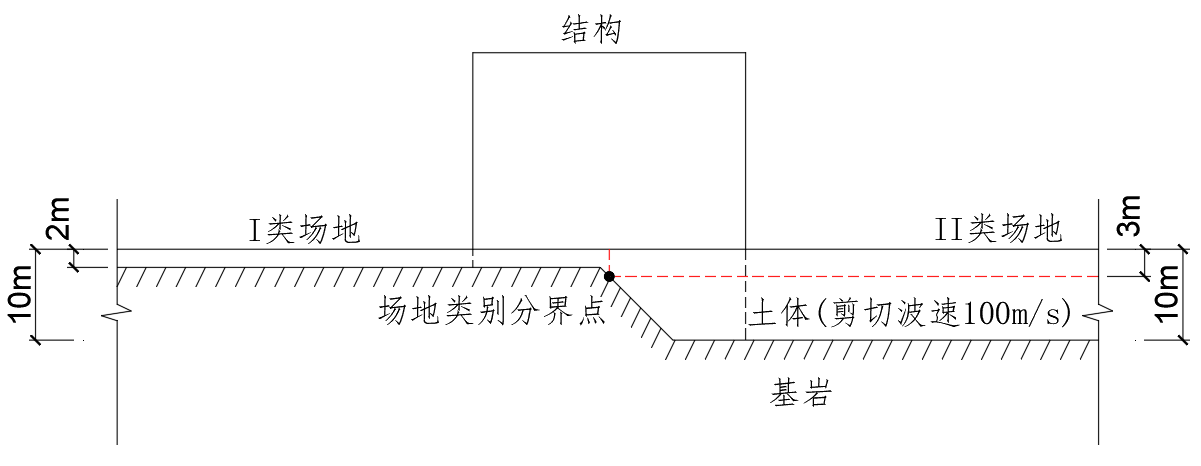 结构
I类场地
II类场地
2m
10m
3m
10m
场地类别分界点
土体(剪切波速100m/s)
基岩